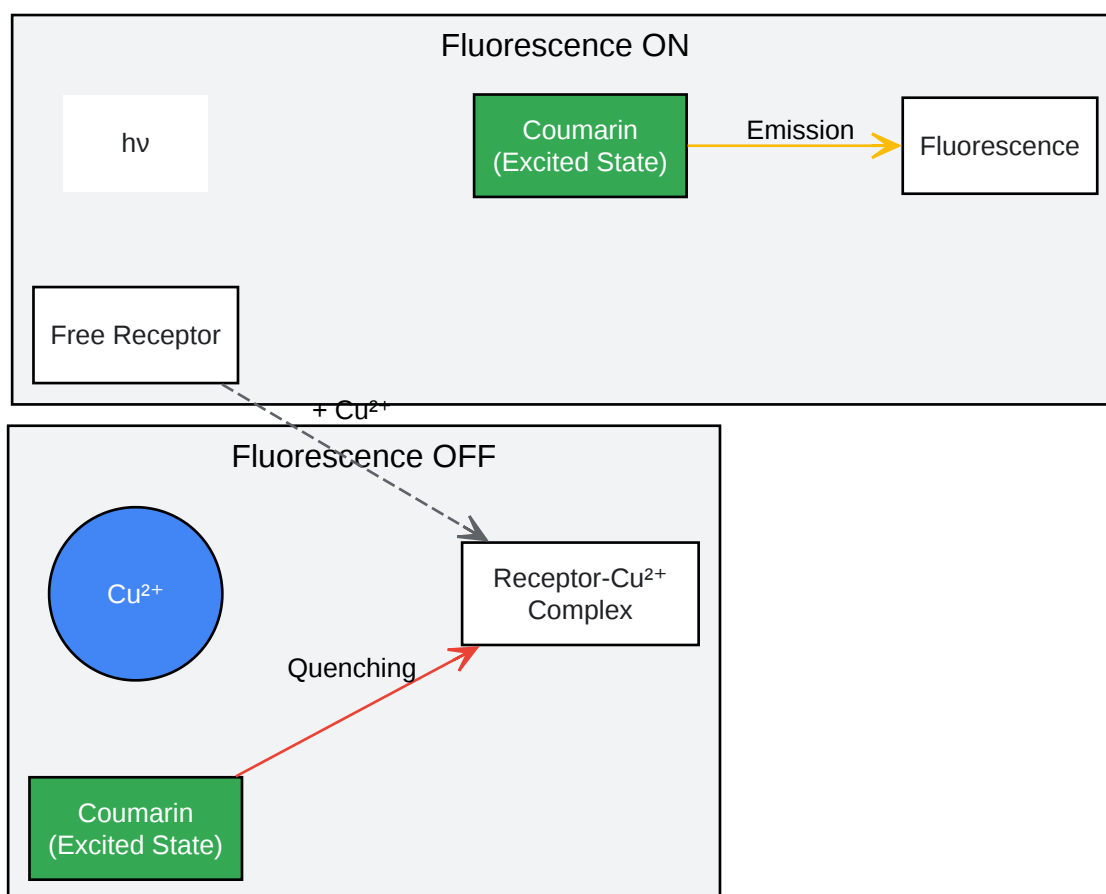 Fluorescence ON
hν
Coumarin
(Excited State)
Emission
Fluorescence
Free Receptor
+ Cu²⁺
Fluorescence OFF
Cu²⁺
Receptor-Cu²⁺
Complex
Quenching
Coumarin
(Excited State)